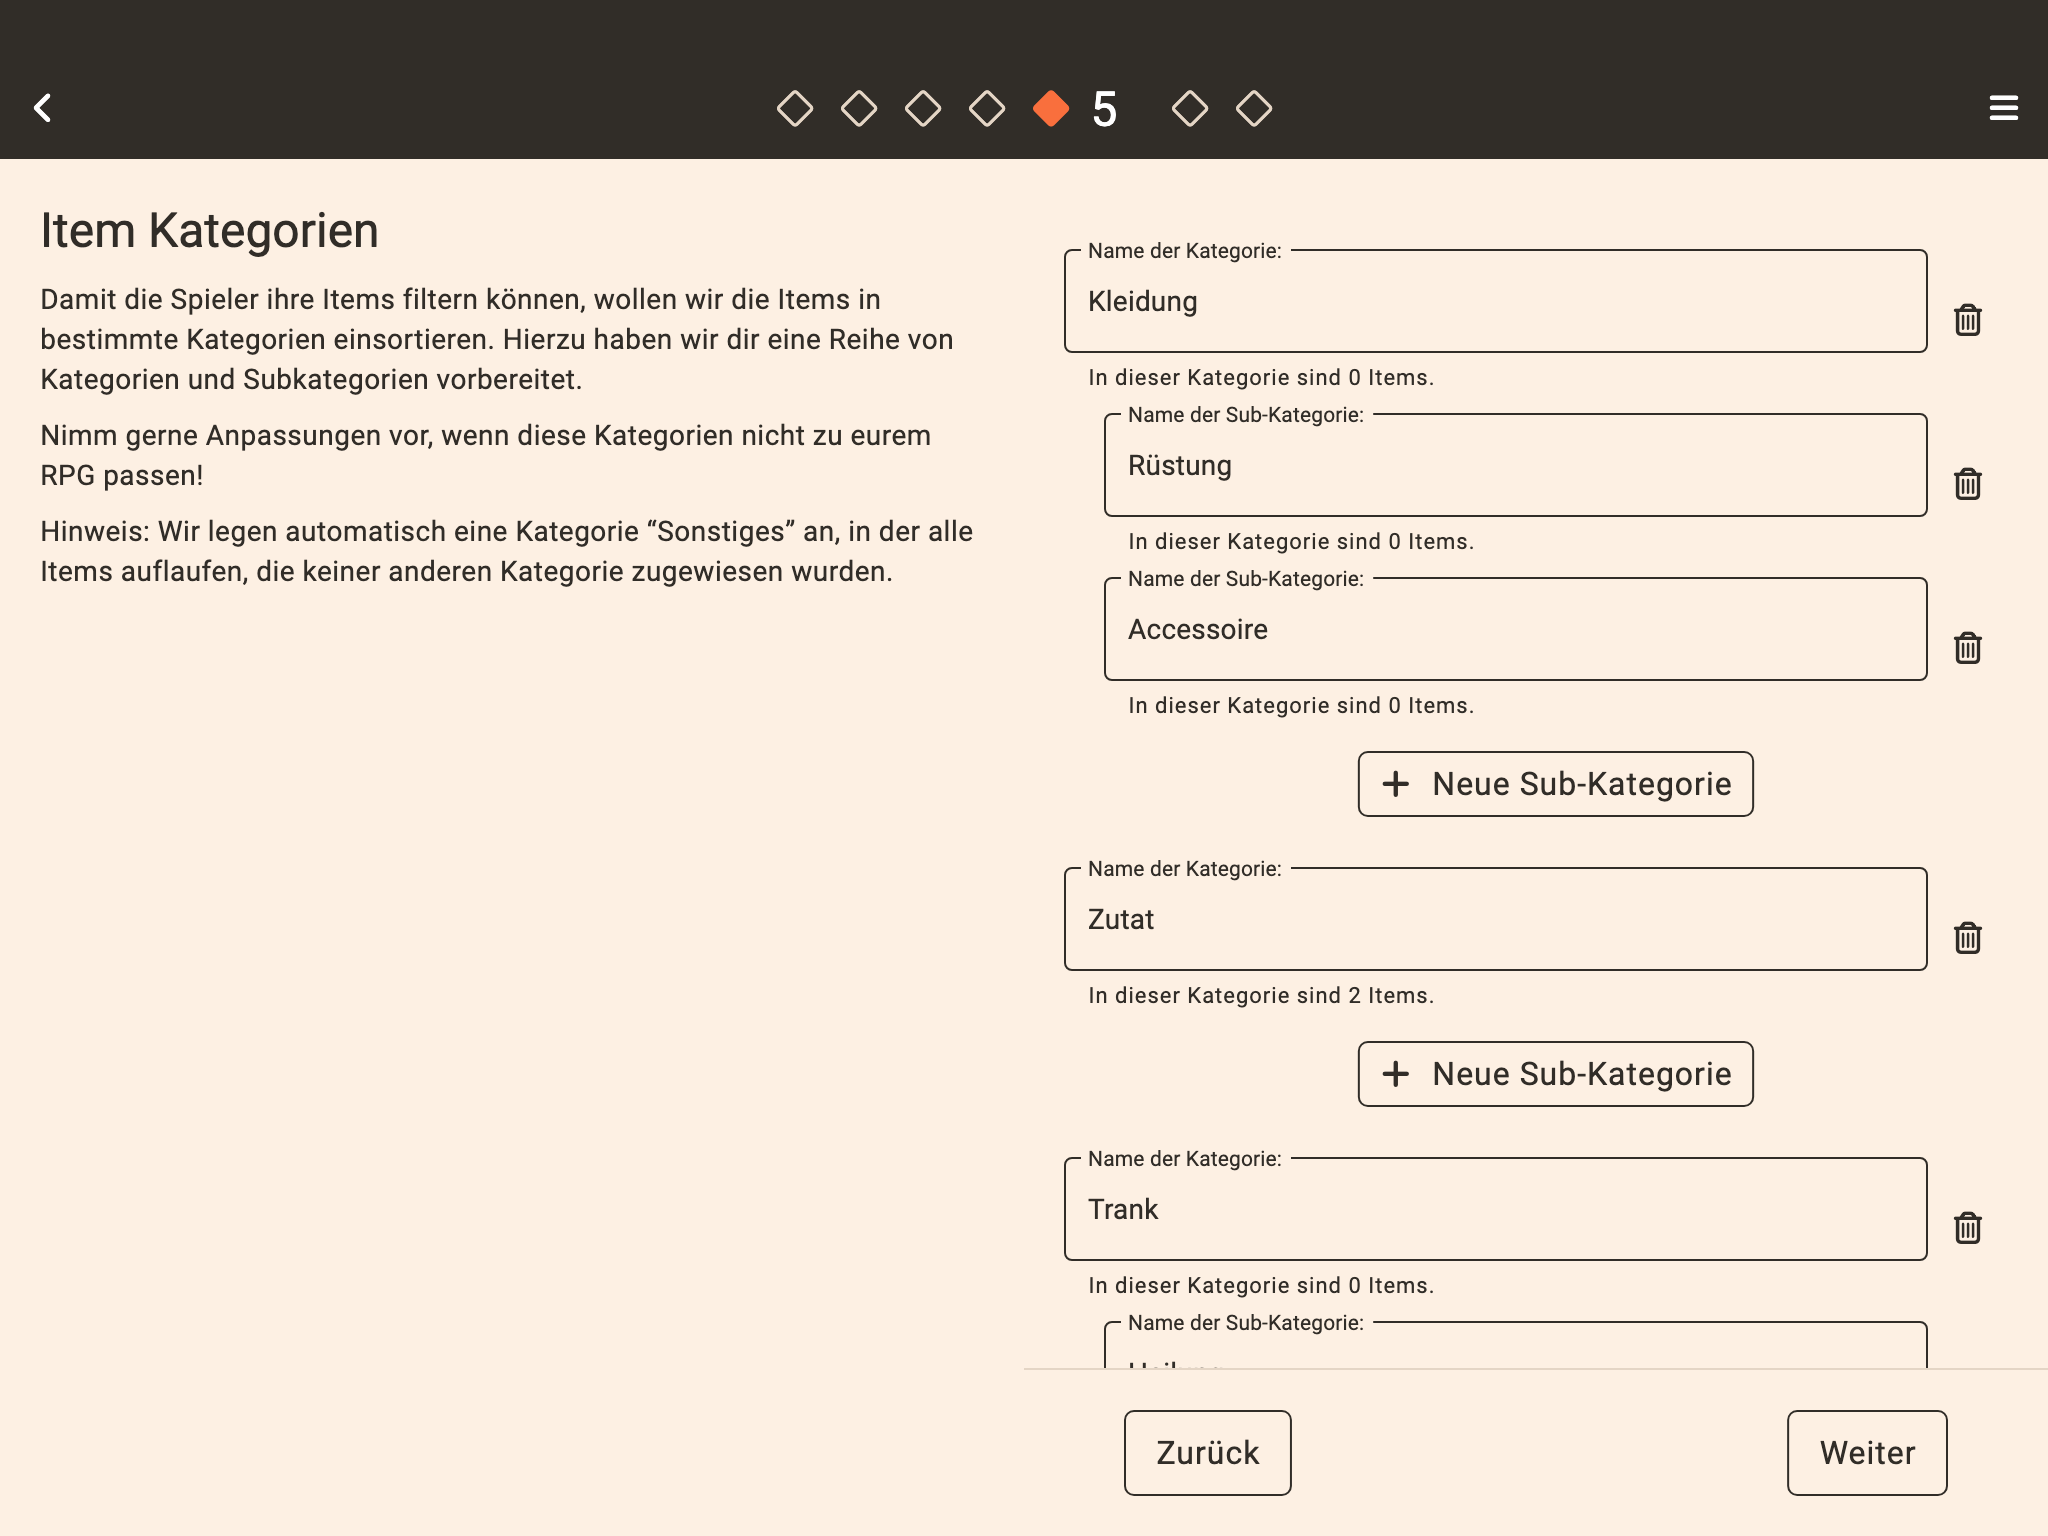 5
Item Kategorien
Damit die Spieler ihre Items filtern können, wollen wir die Items in
bestimmte Kategorien einsortieren. Hierzu haben wir dir eine Reihe von
Kategorien und Subkategorien vorbereitet.
Nimm gerne Anpassungen vor, wenn diese Kategorien nicht zu eurem
RPG passen!
Hinweis: Wir legen automatisch eine Kategorie “Sonstiges” an, in der alle
Items auflaufen, die keiner anderen Kategorie zugewiesen wurden.
Name der Kategorie:
Kleidung
In dieser Kategorie sind 0 Items.
Name der Sub-Kategorie:
Rüstung
In dieser Kategorie sind 0 Items.
Name der Sub-Kategorie:
Accessoire
In dieser Kategorie sind 0 Items.
+ Neue Sub-Kategorie
Name der Kategorie:
Zutat
In dieser Kategorie sind 2 Items.
+ Neue Sub-Kategorie
Name der Kategorie:
Trank
In dieser Kategorie sind 0 Items.
Name der Sub-Kategorie:
Zurück
Weiter